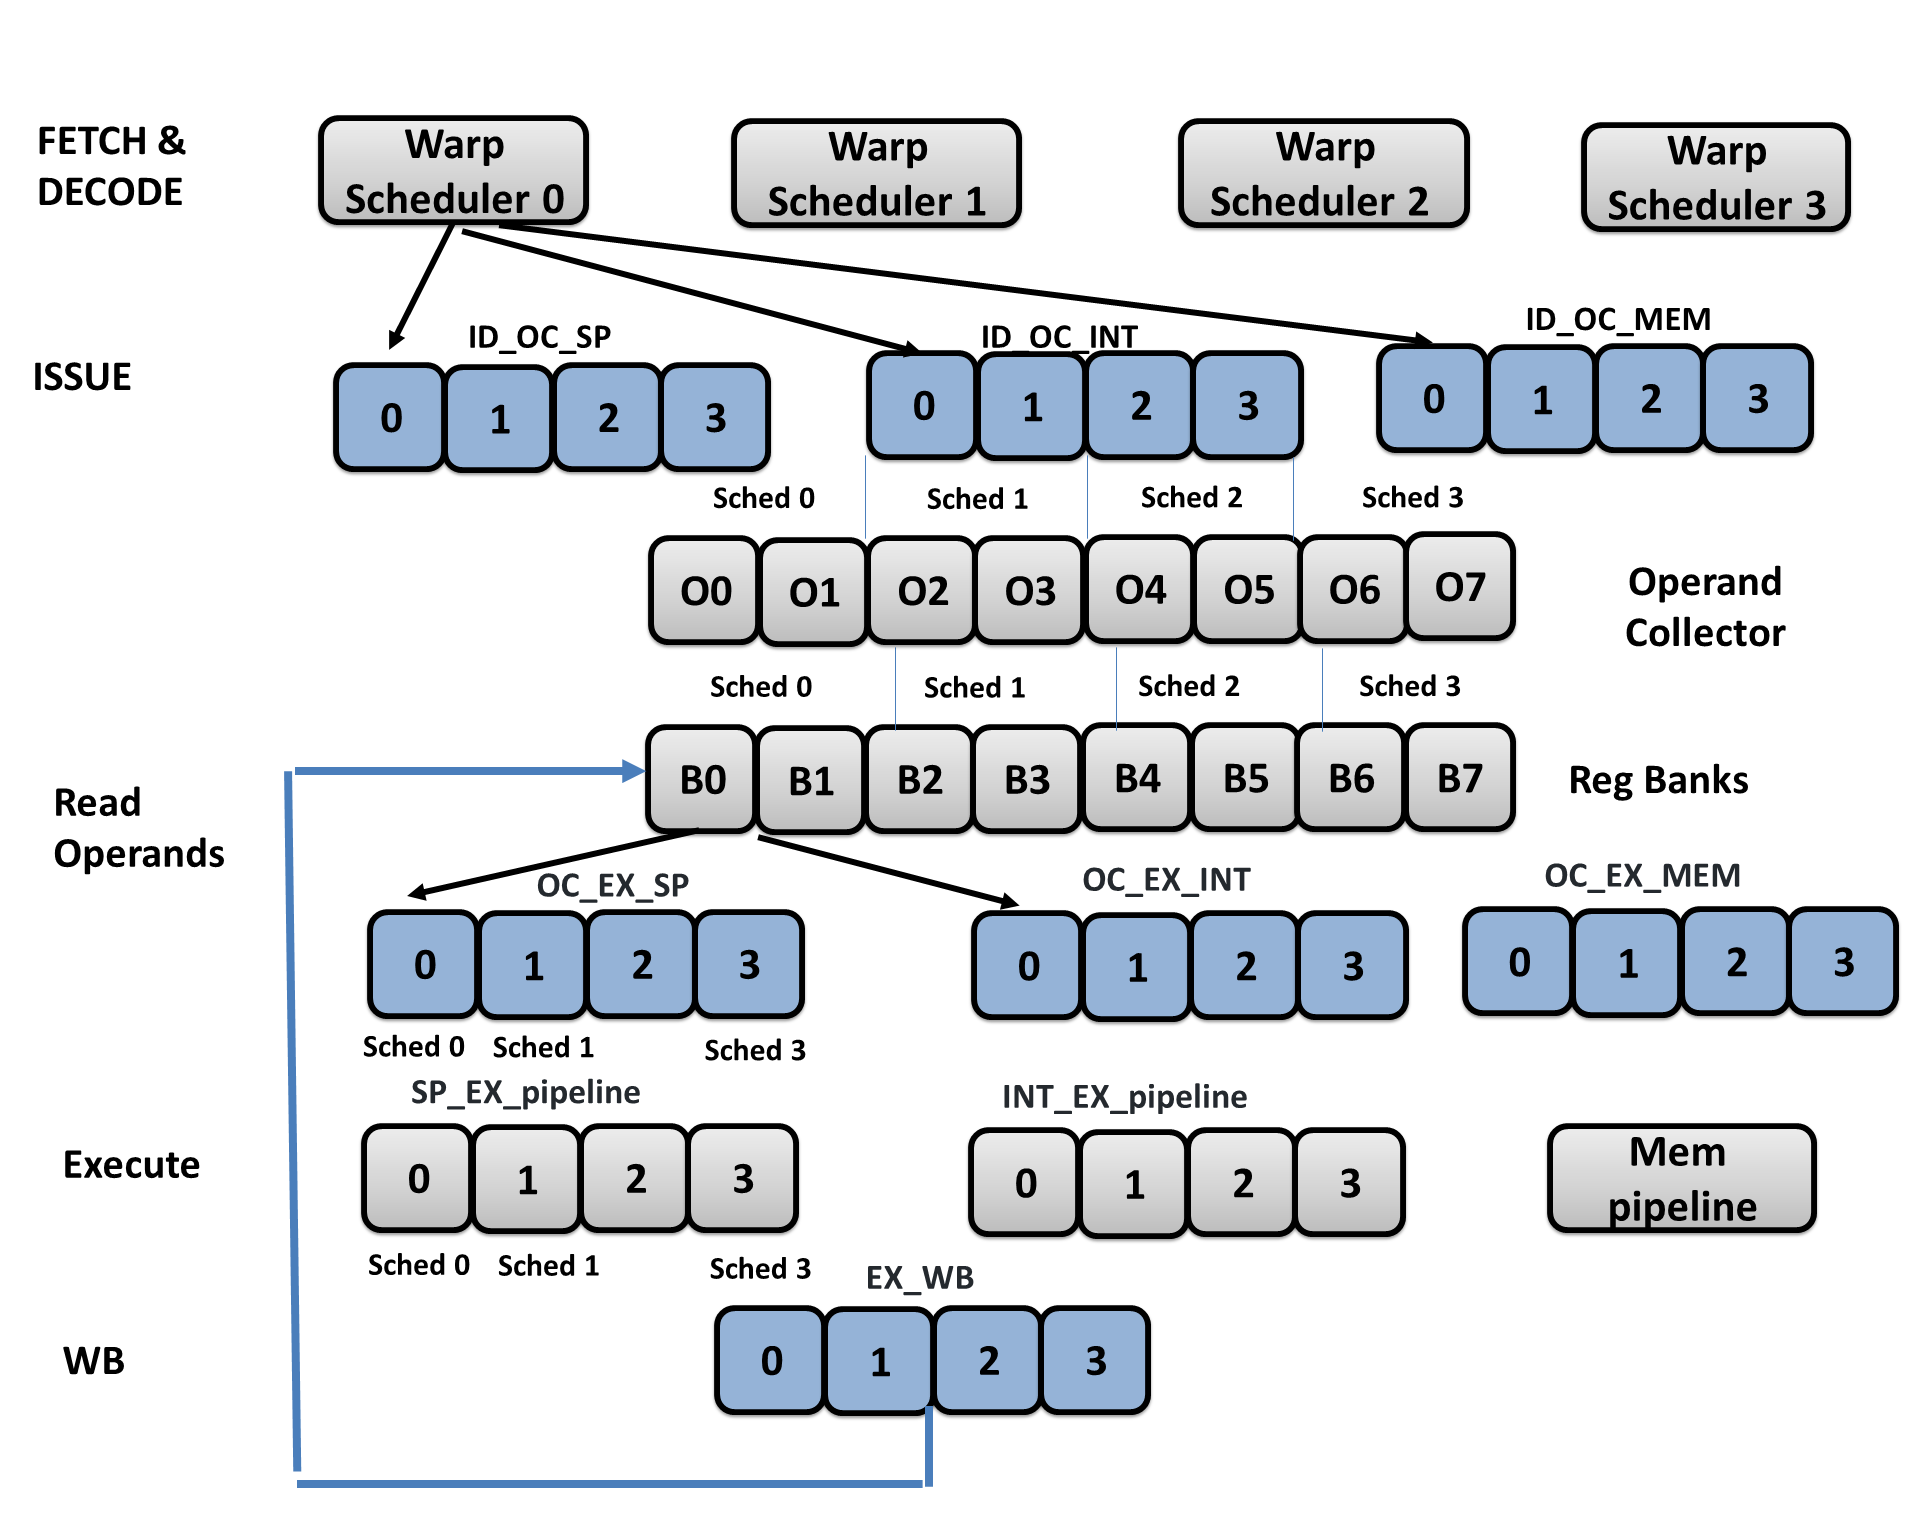 FETCH &
DECODE
Warp
Scheduler 0
Warp
Scheduler 1
Warp
Scheduler 2
Warp
Scheduler 3
ISSUE
ID_OC_SP
0 1 2 3
ID_OC_INT
0 1 2 3
ID_OC_MEM
0 1 2 3
Sched 0 Sched 1 Sched 2 Sched 3
O0 O1 O2 O3 O4 O5 O6 O7
Operand
Collector
Sched 0 Sched 1 Sched 2 Sched 3
B0 B1 B2 B3 B4 B5 B6 B7
Reg Banks
Read
Operands
OC_EX_SP
0 1 2 3
OC_EX_INT
0 1 2 3
OC_EX_MEM
0 1 2 3
Sched 0 Sched 1 Sched 3
Execute
SP_EX_pipeline
0 1 2 3
INT_EX_pipeline
0 1 2 3
Mem
pipeline
Sched 0 Sched 1 Sched 3
WB
EX_WB
0 1 2 3